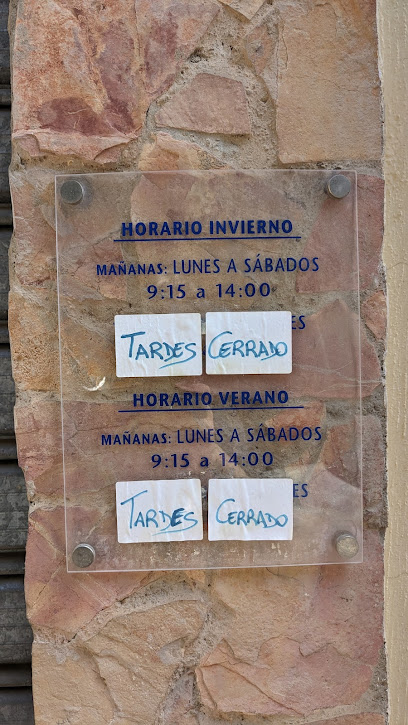 HORARIO INVIERNO
MAÑANAS: LUNES A SÁBADOS
9:15 a 14:00
TARDES CERRADO
HORARIO VERANO
MAÑANAS: LUNES A SÁBADOS
9:15 a 14:00
TARDES CERRADO